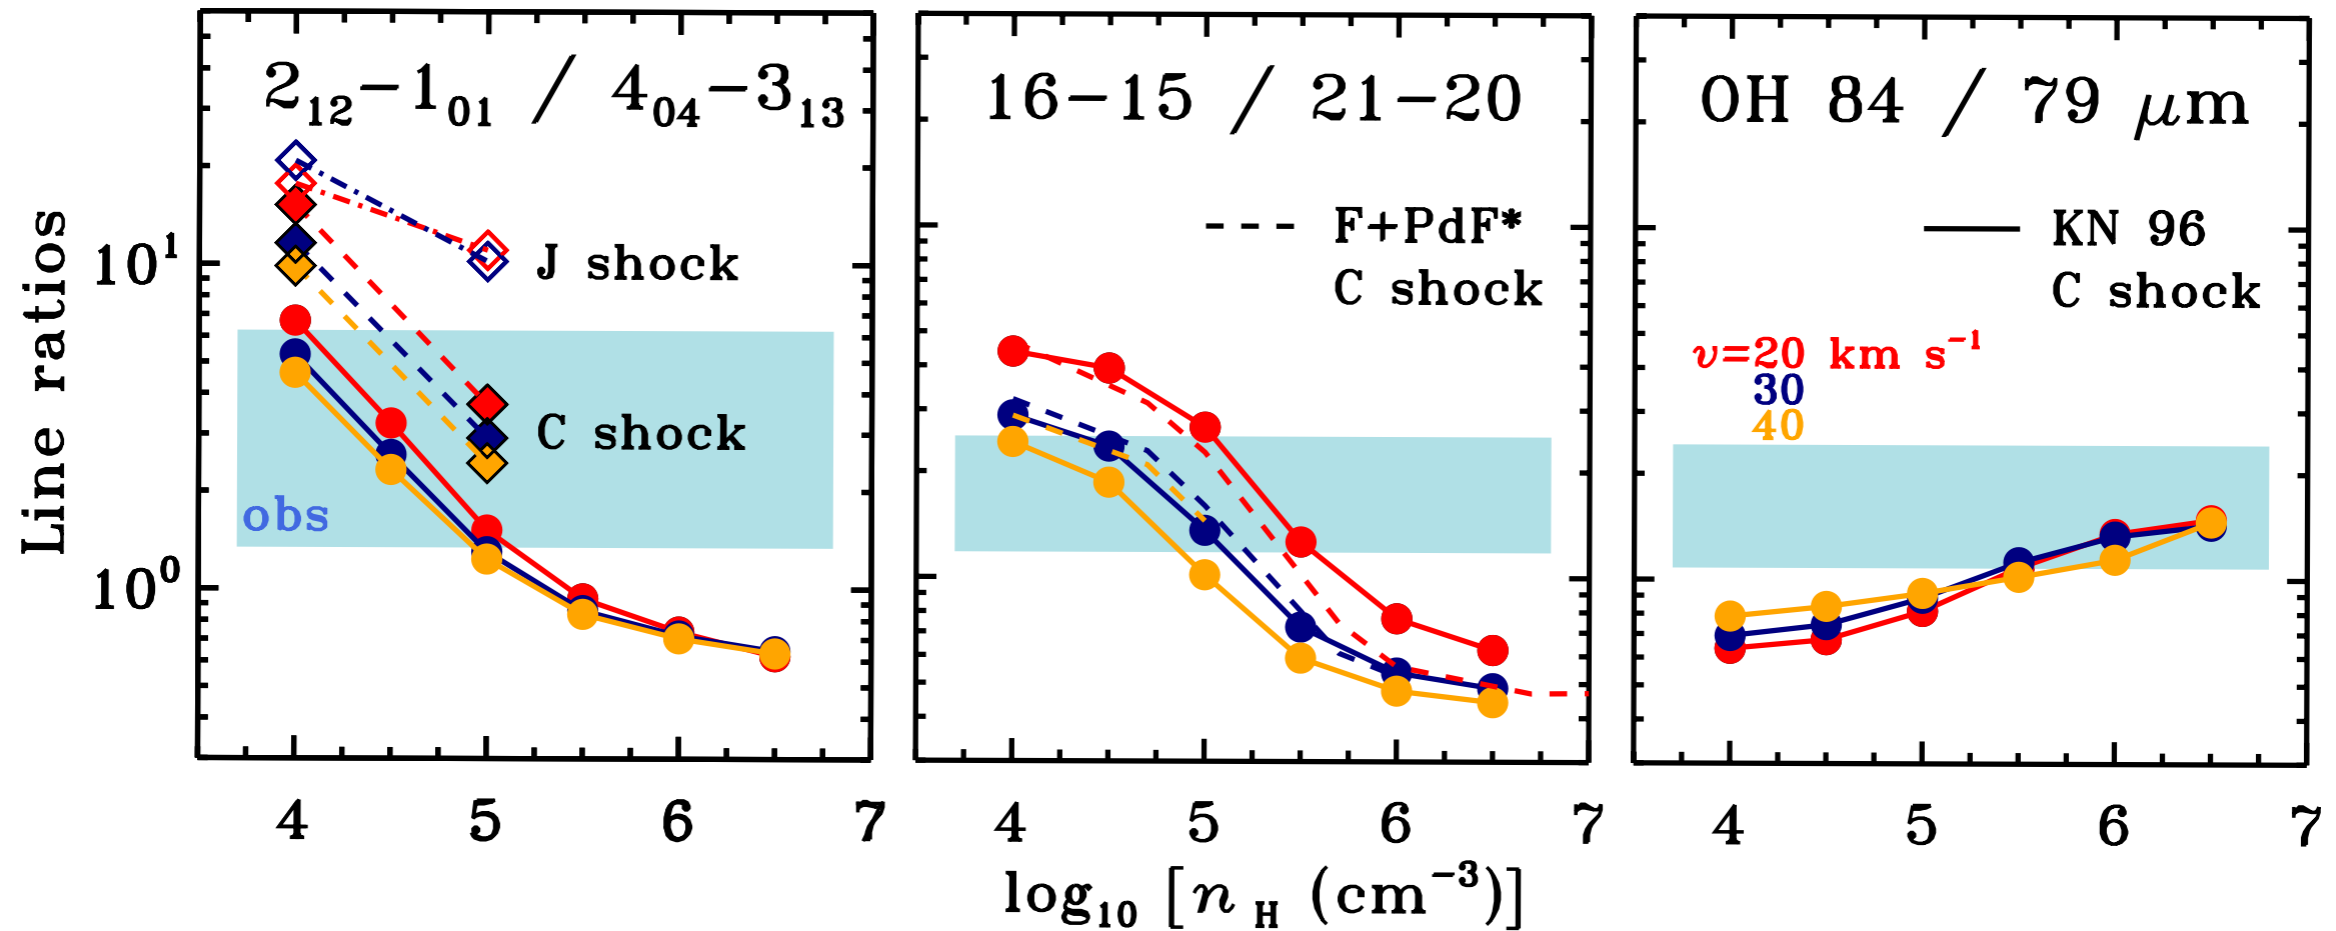 2₁₂−1₀₁ / 4₀₄−3₁₃
16−15 / 21−20
OH 84 / 79 μm
Line ratios
10¹
10⁰
J shock
C shock
obs
F+PdF*
C shock
KN 96
C shock
v=20 km s⁻¹
30
40
4 5 6 7
4 5 6 7
4 5 6 7
log₁₀ [n H (cm⁻³)]